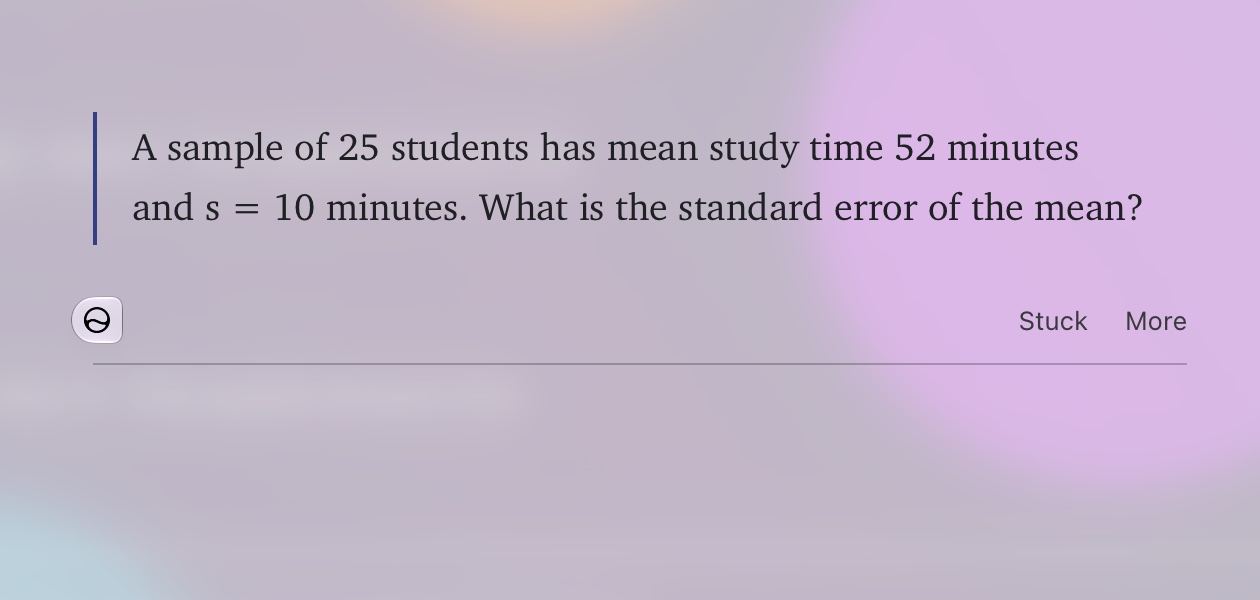 A sample of 25 students has mean study time 52 minutes
and s = 10 minutes. What is the standard error of the mean?
Stuck More